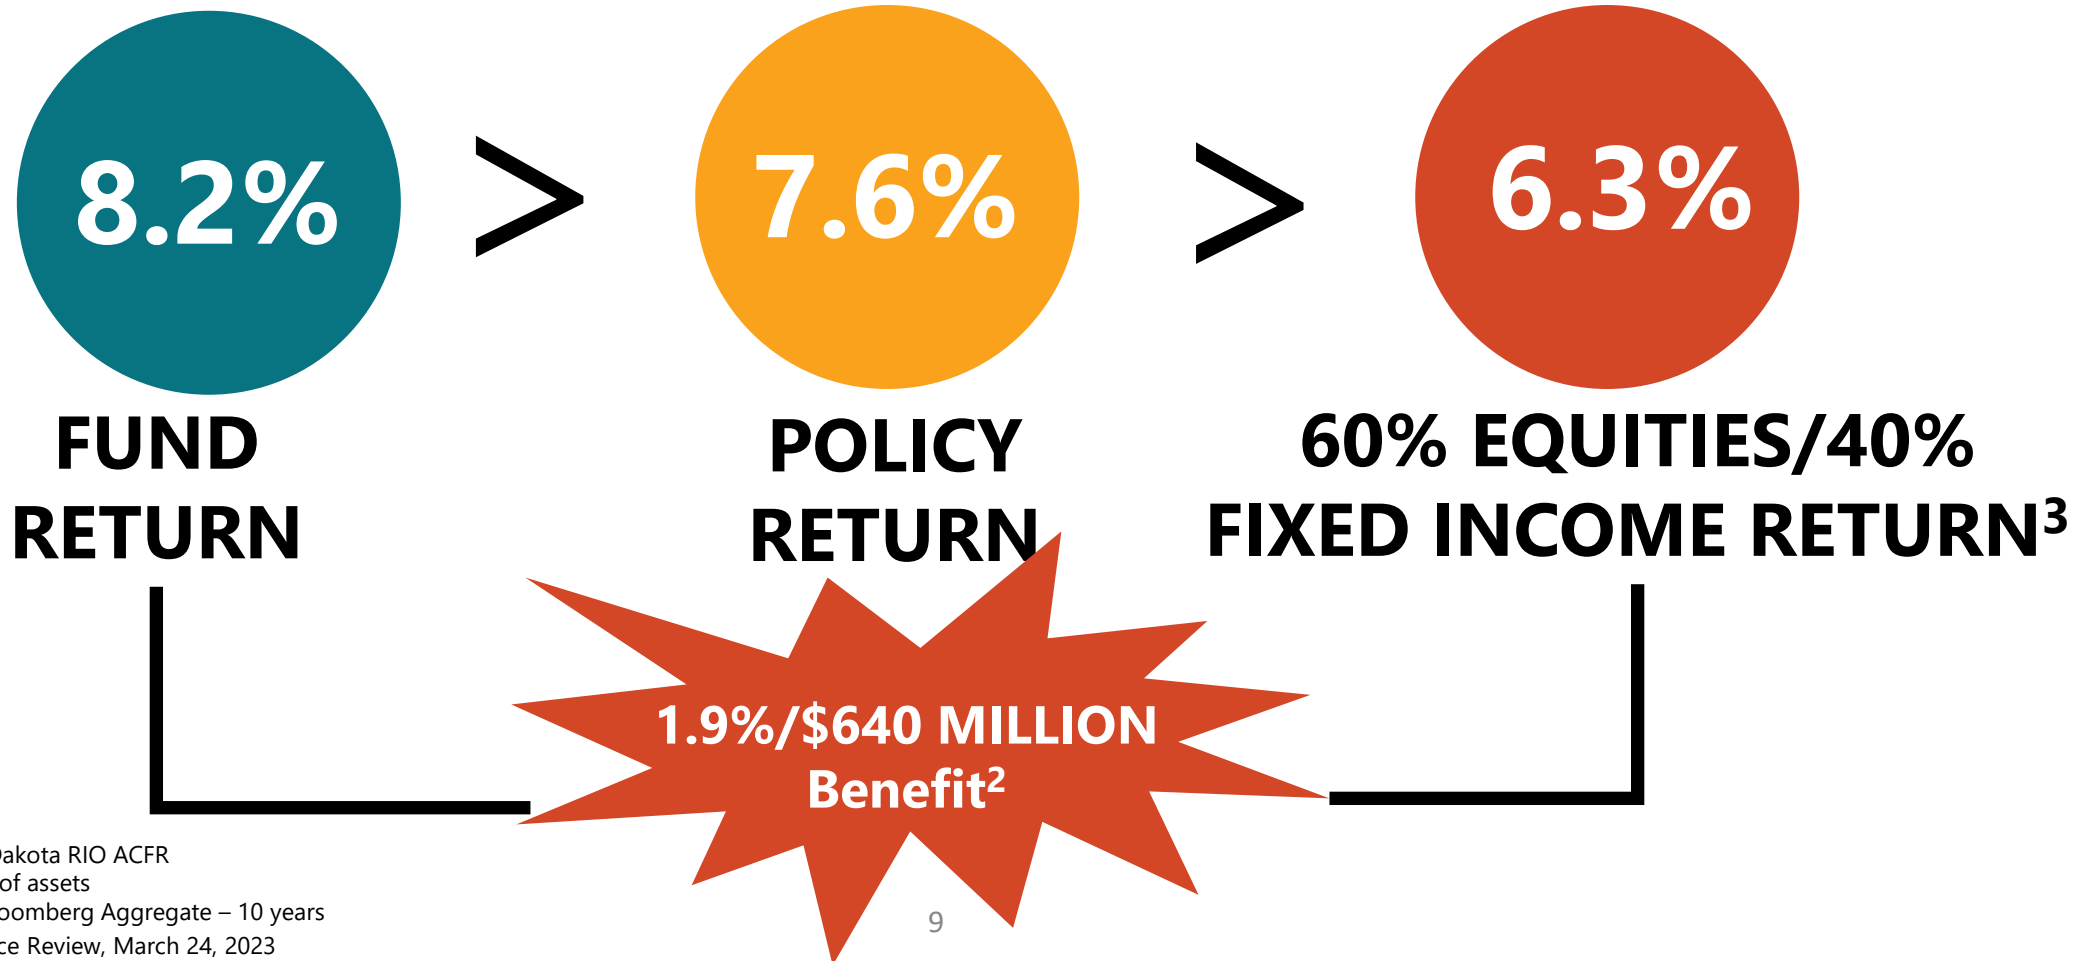 8.2% > 7.6% > 6.3%
FUND
RETURN
POLICY
RETURN
60% EQUITIES/40%
FIXED INCOME RETURN³
1.9%/$640 MILLION
Benefit²
Dakota RIO ACFR
of assets
oomberg Aggregate – 10 years
ce Review, March 24, 2023
9